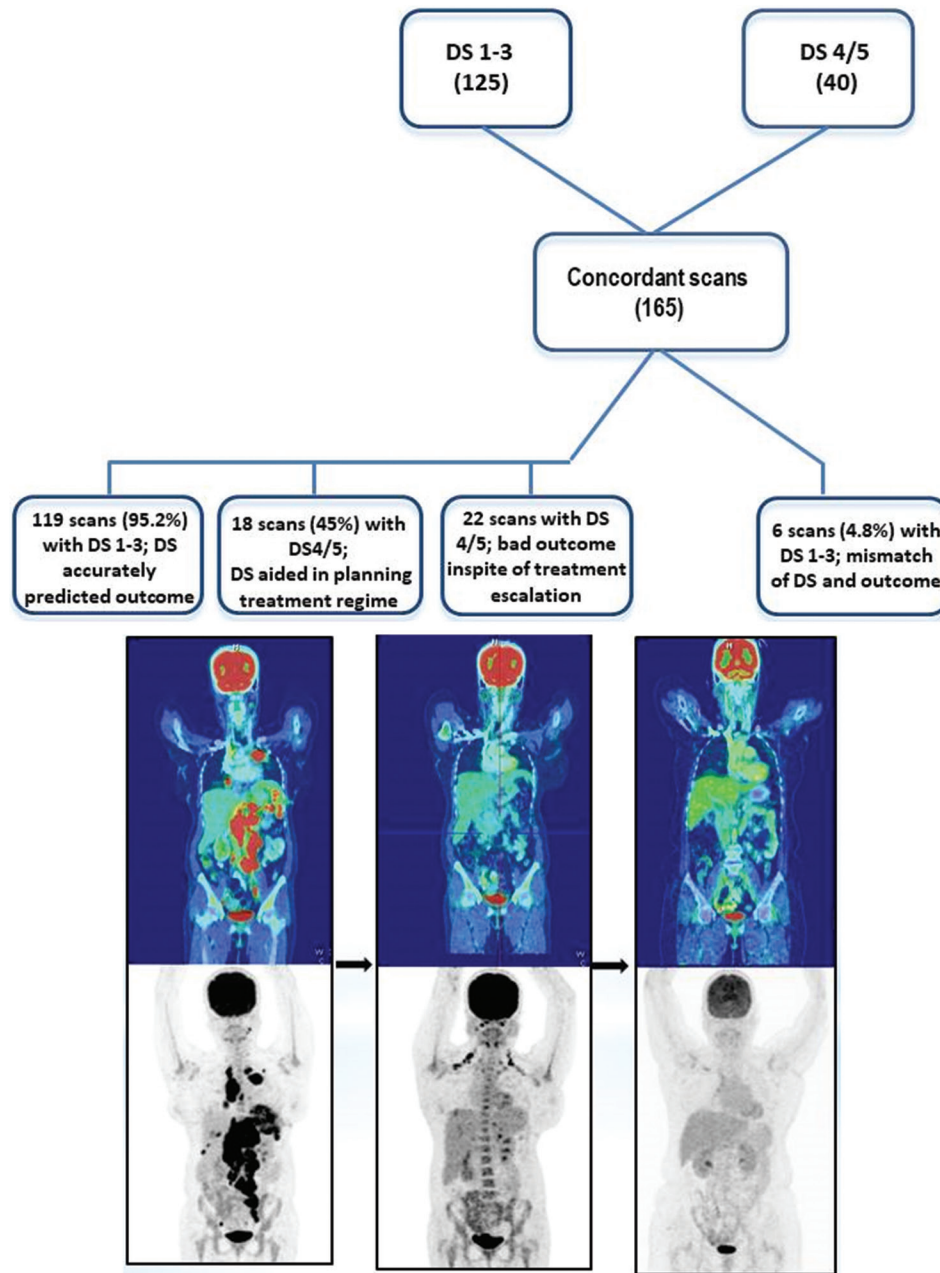 DS 1-3
(125)
DS 4/5
(40)
Concordant scans
(165)
119 scans (95.2%)
with DS 1-3; DS
accurately
predicted outcome
18 scans (45%) with
DS4/5;
DS aided in planning
treatment regime
22 scans with DS
4/5; bad outcome
inspite of treatment
escalation
6 scans (4.8%) with
DS 1-3; mismatch
of DS and outcome